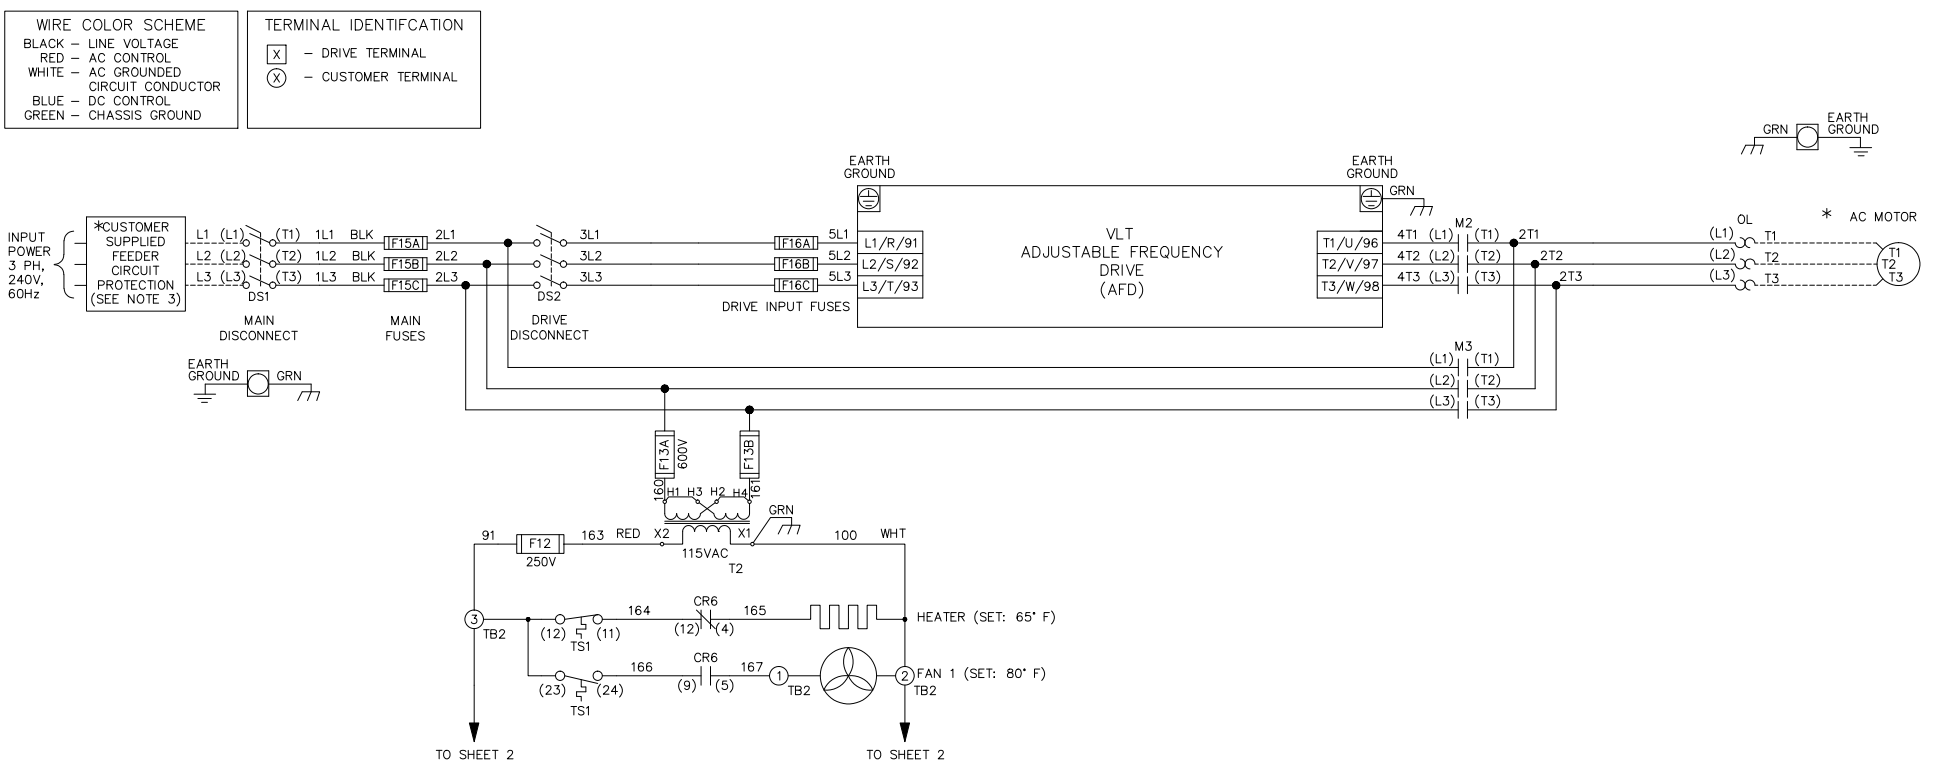 WIRE COLOR SCHEME
BLACK – LINE VOLTAGE
RED – AC CONTROL
WHITE – AC GROUNDED
CIRCUIT CONDUCTOR
BLUE – DC CONTROL
GREEN – CHASSIS GROUND
TERMINAL IDENTIFCATION
X – DRIVE TERMINAL
X – CUSTOMER TERMINAL
GRN
EARTH
GROUND
INPUT
POWER
3 PH,
240V,
60Hz
*CUSTOMER
SUPPLIED
FEEDER
CIRCUIT
PROTECTION
(SEE NOTE 3)
L1 (L1) (T1) 1L1 BLK F15A 2L1 3L1 F16A 5L1 L1/R/91
L2 (L2) (T2) 1L2 BLK F15B 2L2 3L2 F16B 5L2 L2/S/92
L3 (L3) (T3) 1L3 BLK F15C 2L3 3L3 F16C 5L3 L3/T/93
DS1
DS2
MAIN
DISCONNECT
MAIN
FUSES
DRIVE
DISCONNECT
DRIVE INPUT FUSES
EARTH
GROUND
VLT
ADJUSTABLE FREQUENCY
DRIVE
(AFD)
EARTH
GROUND
GRN
M2
T1/U/96 4T1 (L1) (T1) 2T1
T2/V/97 4T2 (L2) (T2) 2T2
T3/W/98 4T3 (L3) (T3) 2T3
OL
(L1) T1
(L2) T2
(L3) T3
* AC MOTOR
T1
T2
T3
EARTH
GROUND
GRN
M3
(L1) (T1)
(L2) (T2)
(L3) (T3)
F13A
600V
F13B
160
H1 H3 H2 H4
161
GRN
91 F12 163 RED X2 X1 100 WHT
250V
115VAC
T2
3
TB2
(12) (11)
TS1
164
CR6
(12) (4)
165
HEATER (SET: 65° F)
(23) (24)
TS1
166
CR6
(9) (5)
167
1
TB2
2
TB2
FAN 1 (SET: 80° F)
TO SHEET 2
TO SHEET 2